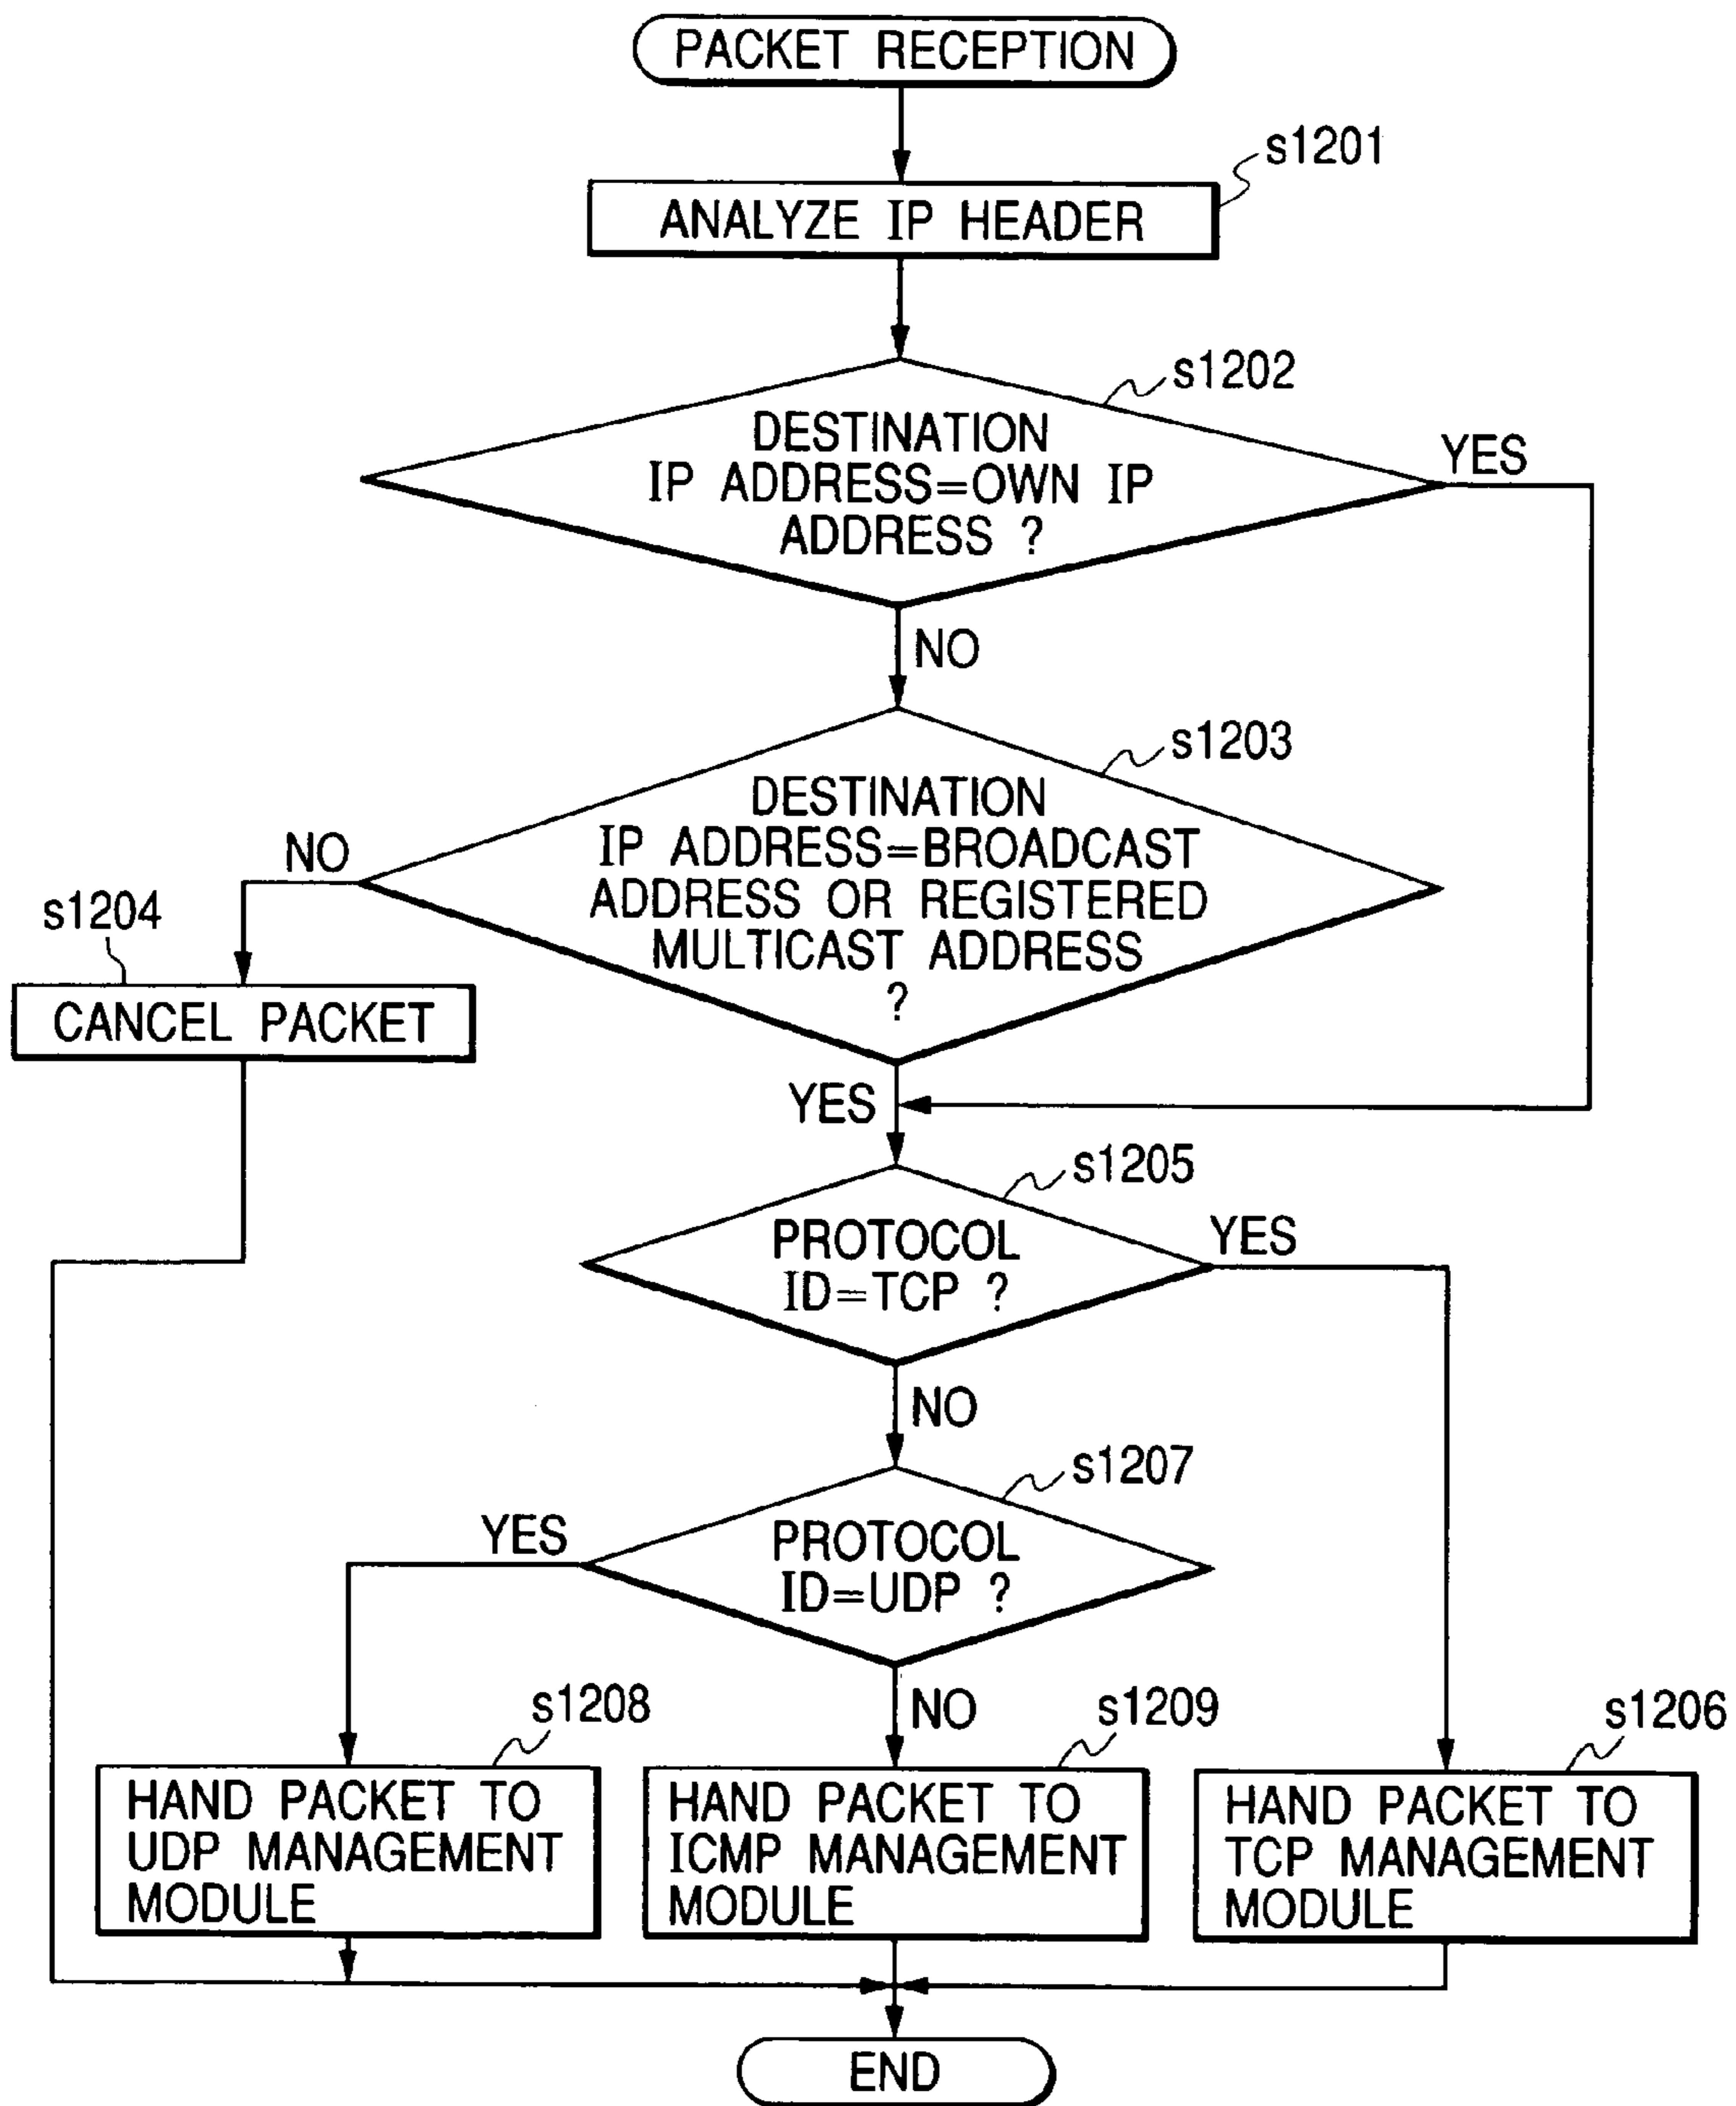 PACKET RECEPTION
s1201
ANALYZE IP HEADER
s1202
DESTINATION
IP ADDRESS=OWN IP
ADDRESS ?
YES
NO
s1203
DESTINATION
IP ADDRESS=BROADCAST
ADDRESS OR REGISTERED
MULTICAST ADDRESS
?
NO
s1204
CANCEL PACKET
YES
s1205
PROTOCOL
ID=TCP ?
YES
NO
s1207
PROTOCOL
ID=UDP ?
YES
NO
s1208
HAND PACKET TO
UDP MANAGEMENT
MODULE
s1209
HAND PACKET TO
ICMP MANAGEMENT
MODULE
s1206
HAND PACKET TO
TCP MANAGEMENT
MODULE
END